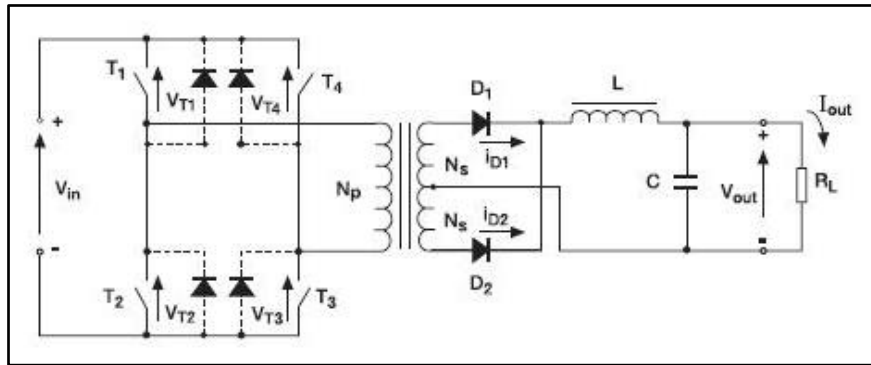 T1
VT1
VT4
T4
D1
iD1
L
Iout
+
Vin
-
Np
Ns
Ns
C
+
Vout
-
RL
iD2
D2
T2
VT2
VT3
T3